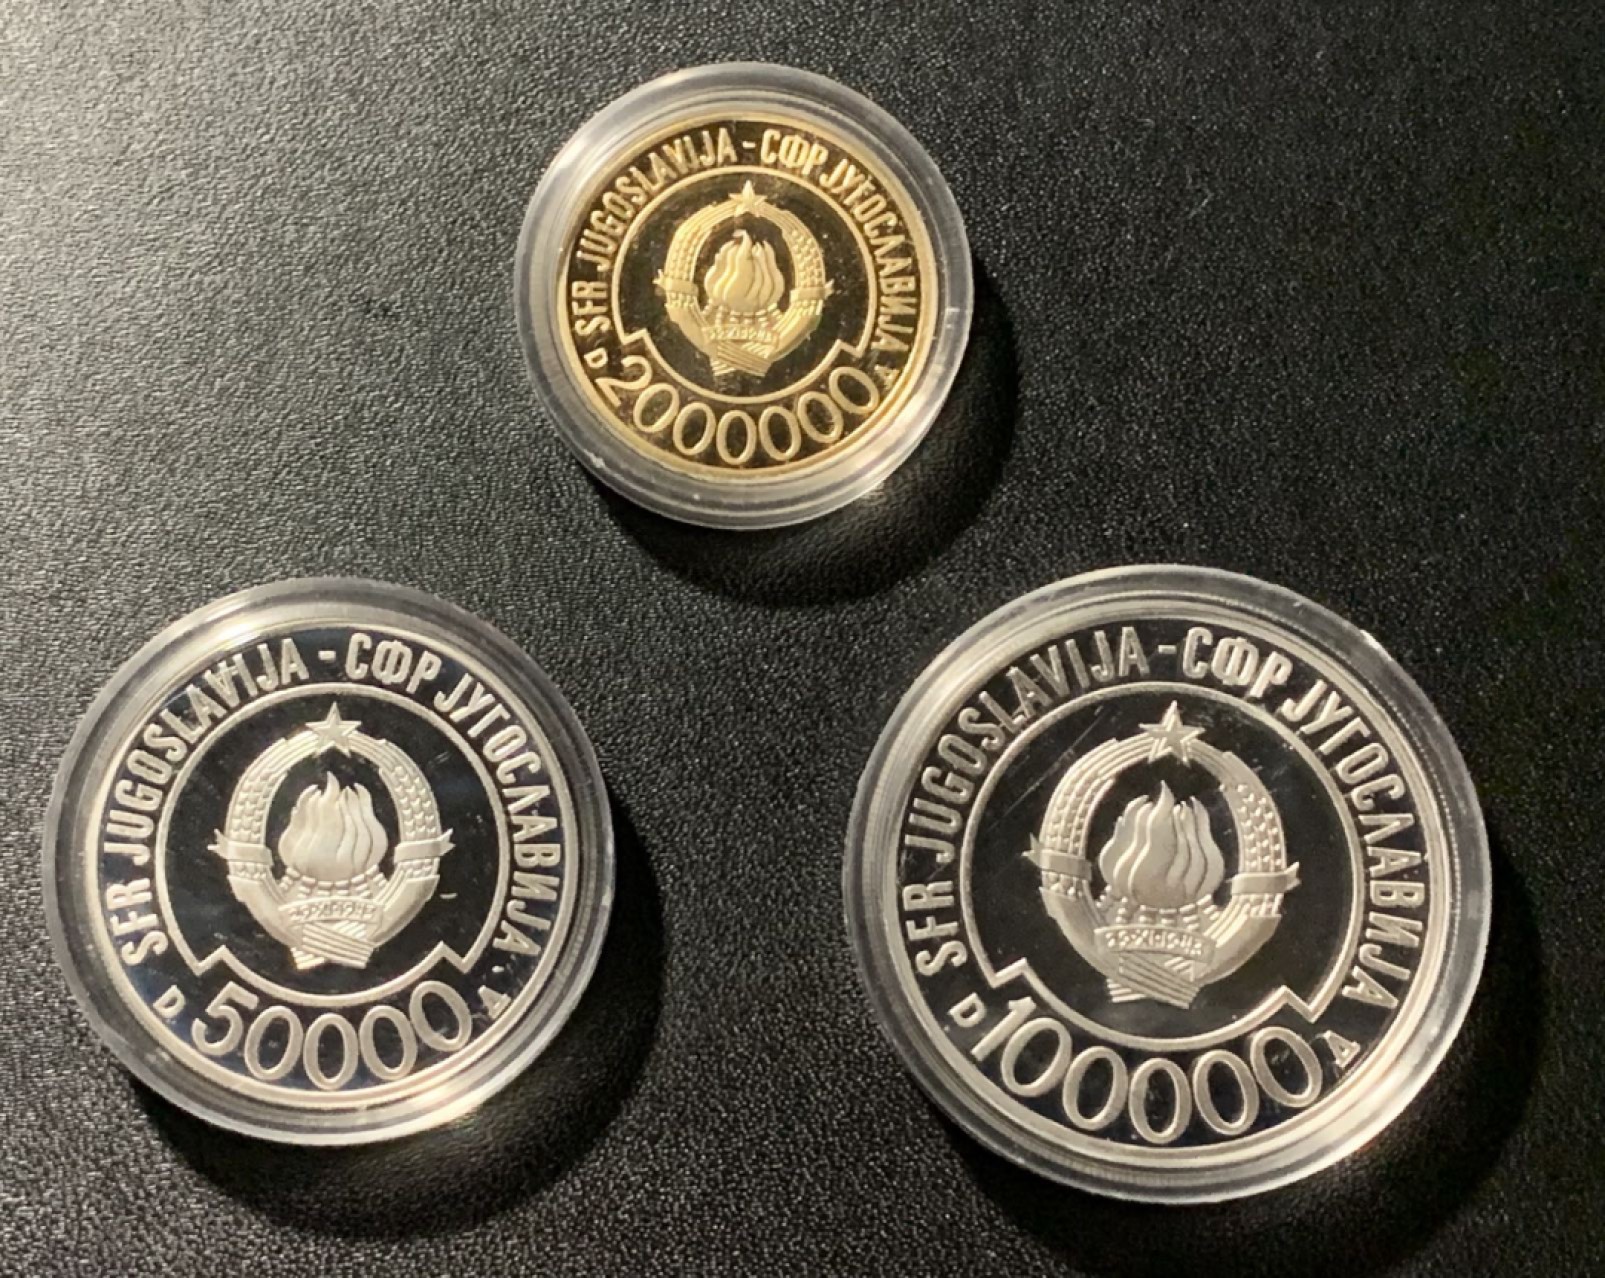 SFR JUGOSLAVIJA - СФР ЈУГОСЛАВИЈА
D 2000000 Д
SFR JUGOSLAVIJA - СФР ЈУГОСЛАВИЈА
D 50000 Д
SFR JUGOSLAVIJA - СФР ЈУГОСЛАВИЈА
D 100000 Д